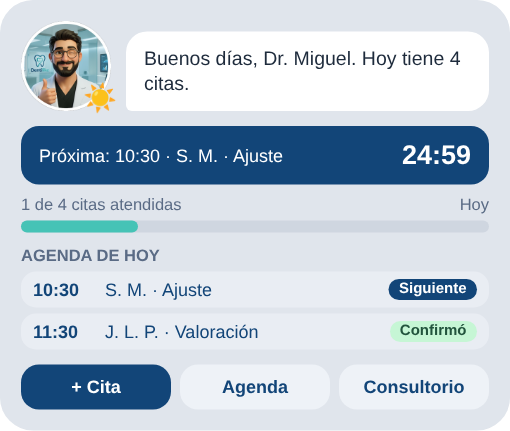 Buenos días, Dr. Miguel. Hoy tiene 4
citas.
Próxima: 10:30 · S. M. · Ajuste 24:59
1 de 4 citas atendidas Hoy
AGENDA DE HOY
10:30 S. M. · Ajuste Siguiente
11:30 J. L. P. · Valoración Confirmó
+ Cita Agenda Consultorio